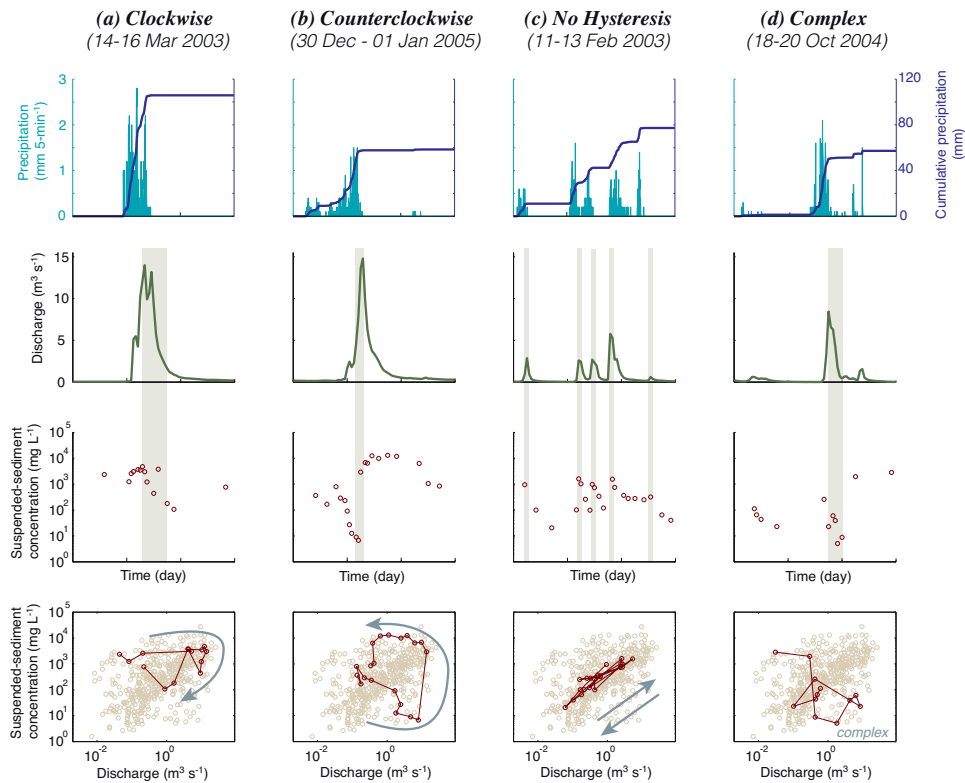 (a) Clockwise
(14-16 Mar 2003)
(b) Counterclockwise
(30 Dec - 01 Jan 2005)
(c) No Hysteresis
(11-13 Feb 2003)
(d) Complex
(18-20 Oct 2004)
Precipitation
(mm 5-min⁻¹)
3
2
1
0
120
80
40
0
Cumulative precipitation
(mm)
Discharge (m³ s⁻¹)
15
10
5
0
Suspended-sediment
concentration (mg L⁻¹)
10⁵
10⁴
10³
10²
10¹
10⁰
Time (day)
Time (day)
Time (day)
Time (day)
Suspended-sediment
concentration (mg L⁻¹)
10⁵
10⁴
10³
10²
10¹
10⁰
complex
10⁻²
10⁰
10⁻²
10⁰
10⁻²
10⁰
10⁻²
10⁰
Discharge (m³ s⁻¹)
Discharge (m³ s⁻¹)
Discharge (m³ s⁻¹)
Discharge (m³ s⁻¹)